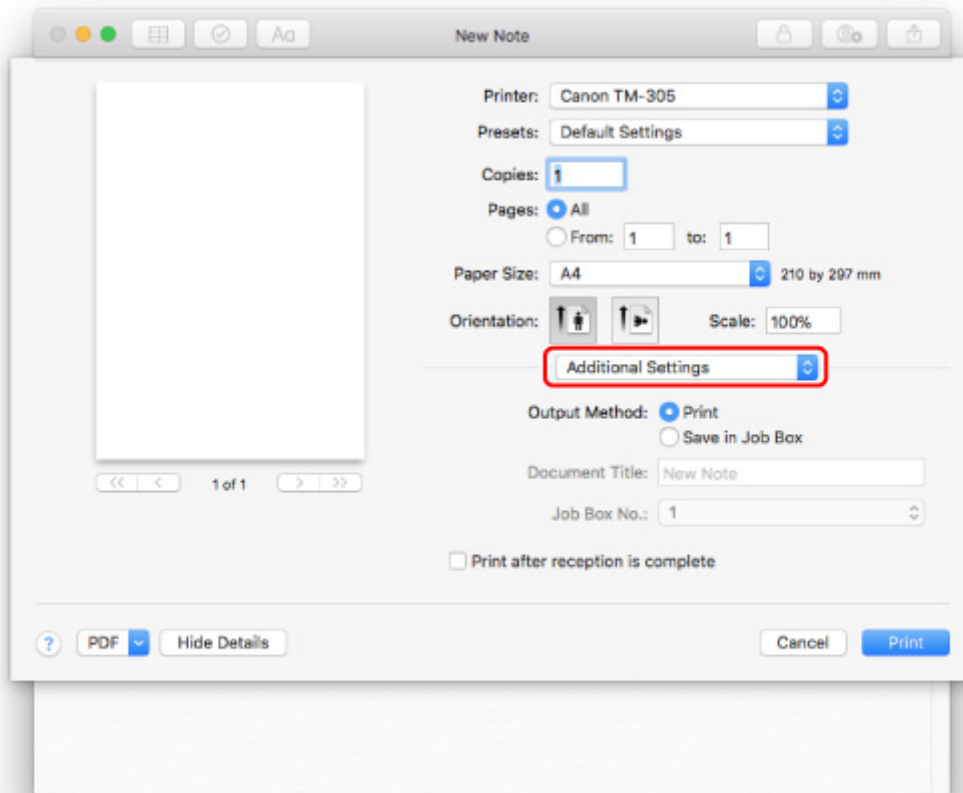 Aa New Note
Printer: Canon TM-305
Presets: Default Settings
Copies: 1
Pages: All
From: 1 to: 1
Paper Size: A4 210 by 297 mm
Orientation: Scale: 100%
Additional Settings
Output Method: Print
Save in Job Box
Document Title: New Note
<< < 1 of 1 > >>
Job Box No.: 1
Print after reception is complete
? PDF Hide Details Cancel Print